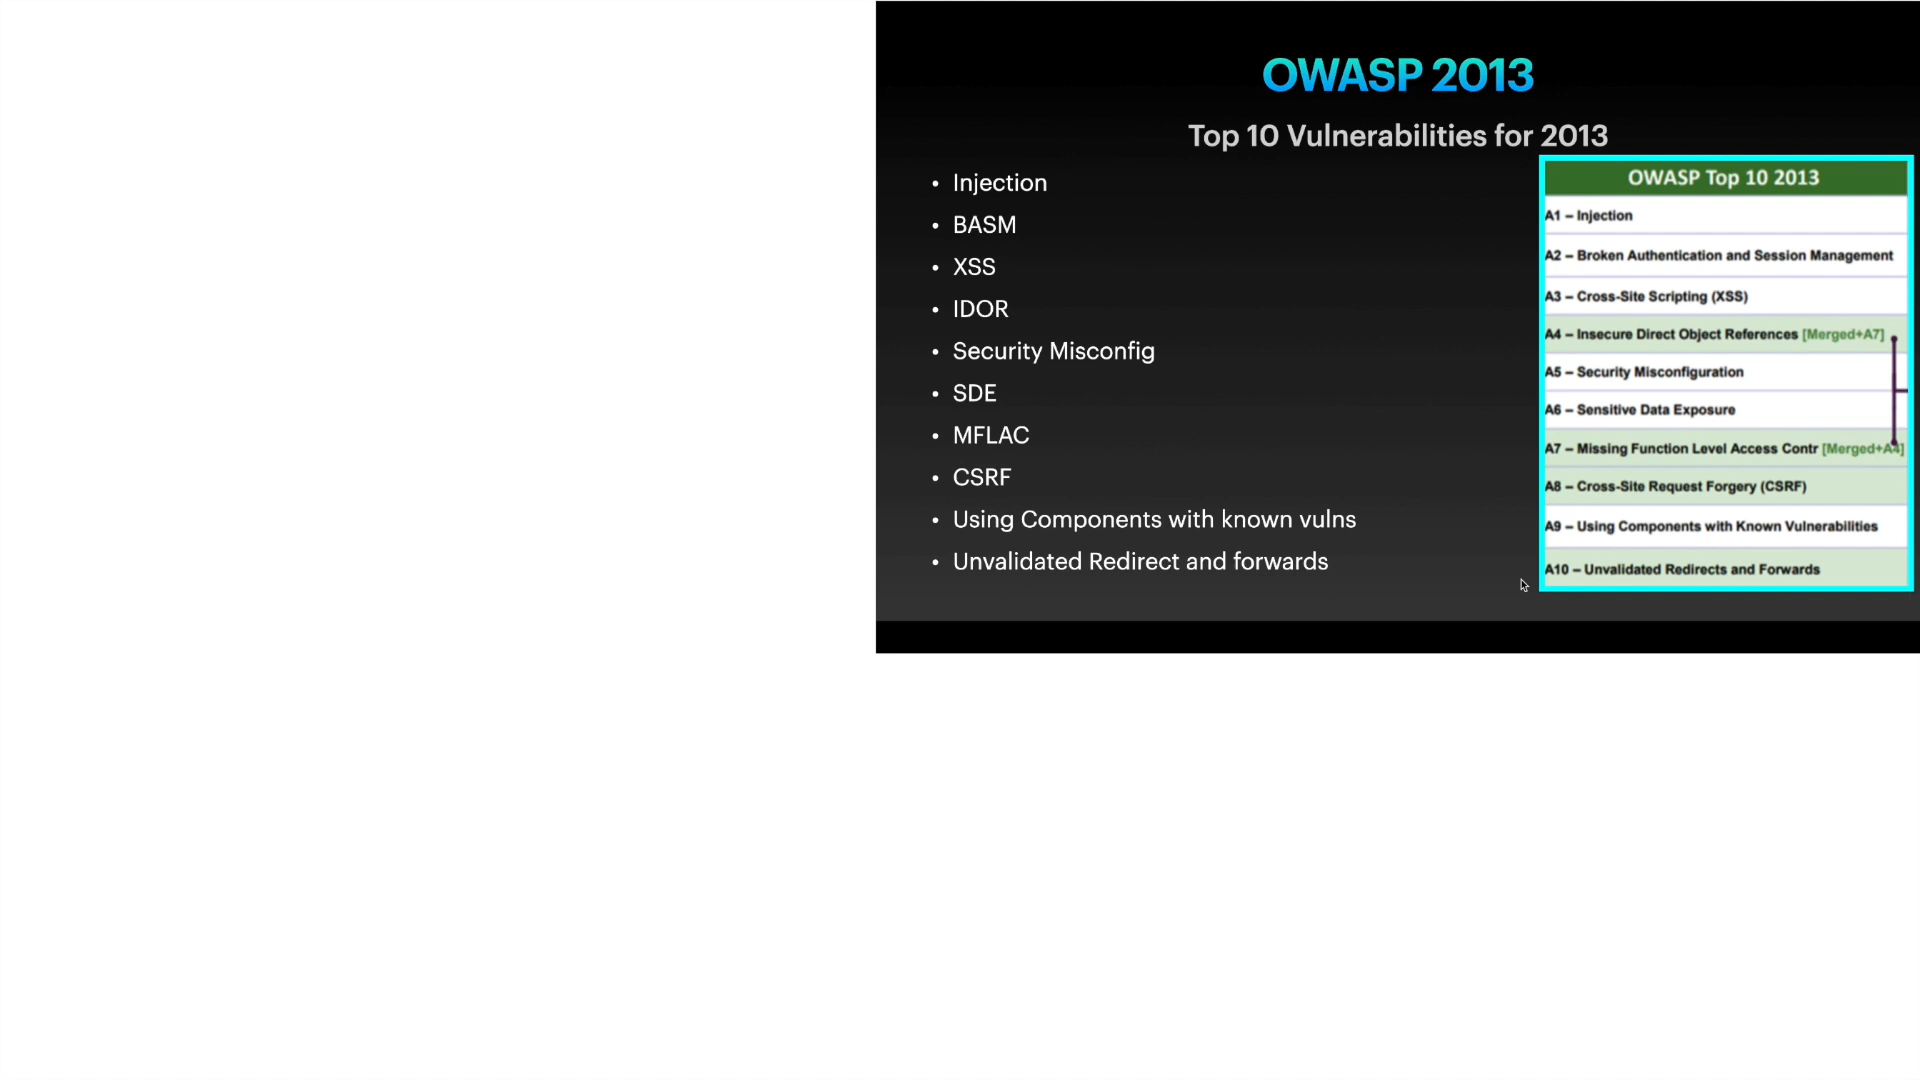 OWASP 2013
Top 10 Vulnerabilities for 2013
• Injection
• BASM
• XSS
• IDOR
• Security Misconfig
• SDE
• MFLAC
• CSRF
• Using Components with known vulns
• Unvalidated Redirect and forwards
OWASP Top 10 2013
A1 – Injection
A2 – Broken Authentication and Session Management
A3 – Cross-Site Scripting (XSS)
A4 – Insecure Direct Object References [Merged+A7]
A5 – Security Misconfiguration
A6 – Sensitive Data Exposure
A7 – Missing Function Level Access Contr [Merged+A4]
A8 – Cross-Site Request Forgery (CSRF)
A9 – Using Components with Known Vulnerabilities
A10 – Unvalidated Redirects and Forwards